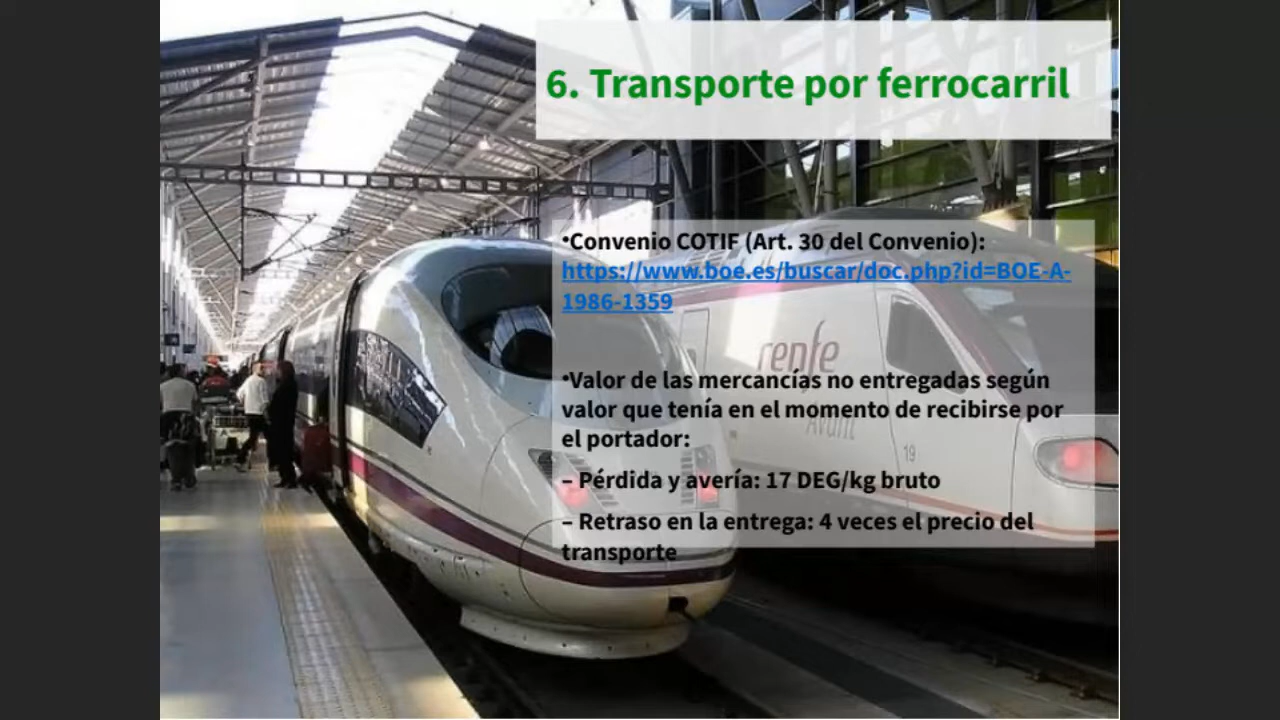 6. Transporte por ferrocarril
•Convenio COTIF (Art. 30 del Convenio):
https://www.boe.es/buscar/doc.php?id=BOE-A-
1986-1359
renfe
•Valor de las mercancías no entregadas según
valor que tenía en el momento de recibirse por
Avant
el portador:
19
– Pérdida y avería: 17 DEG/kg bruto
– Retraso en la entrega: 4 veces el precio del
transporte